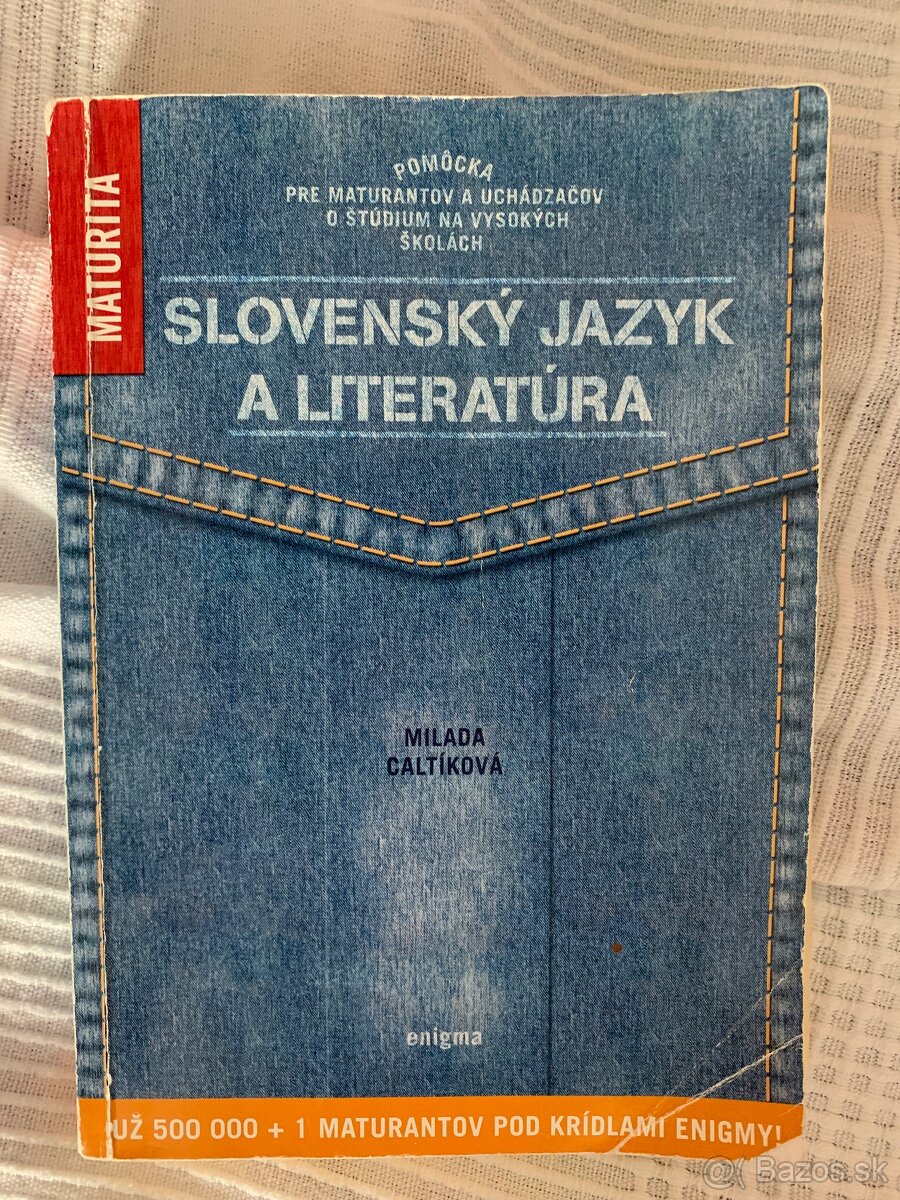 MATURITA
POMÔCKA
PRE MATURANTOV A UCHÁDZAČOV
O ŠTÚDIUM NA VYSOKÝCH
ŠKOLÁCH
SLOVENSKÝ JAZYK
A LITERATÚRA
MILADA
CALTÍKOVÁ
enigma
UŽ 500 000 + 1 MATURANTOV POD KRÍDLAMI ENIGMY!
Bazos.sk